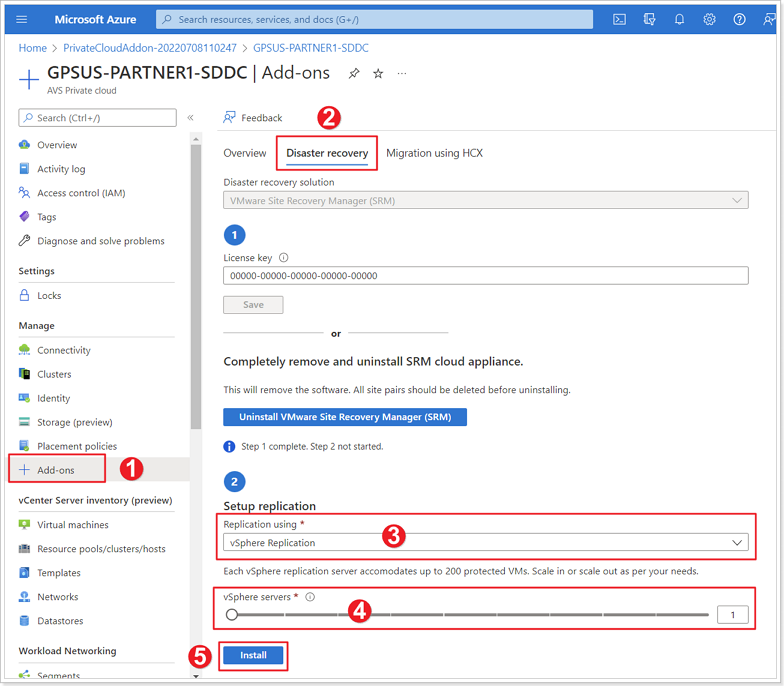 Microsoft Azure
Search resources, services, and docs (G+/)
Home > PrivateCloudAddon-20220708110247 > GPSUS-PARTNER1-SDDC
GPSUS-PARTNER1-SDDC | Add-ons
AVS Private cloud
Search (Ctrl+/)
Overview
Activity log
Access control (IAM)
Tags
Diagnose and solve problems
Settings
Locks
Manage
Connectivity
Clusters
Identity
Storage (preview)
Placement policies
Add-ons
1
vCenter Server inventory (preview)
Virtual machines
Resource pools/clusters/hosts
Templates
Networks
Datastores
Workload Networking
Segments
Feedback
2
Overview
Disaster recovery
Migration using HCX
Disaster recovery solution
VMware Site Recovery Manager (SRM)
1
License key
00000-00000-00000-00000-00000
Save
or
Completely remove and uninstall SRM cloud appliance.
This will remove the software. All site pairs should be deleted before uninstalling.
Uninstall VMware Site Recovery Manager (SRM)
Step 1 complete. Step 2 not started.
2
Setup replication
Replication using *
3
vSphere Replication
Each vSphere replication server accomodates up to 200 protected VMs. Scale in or scale out as per your needs.
vSphere servers *
4
1
5
Install